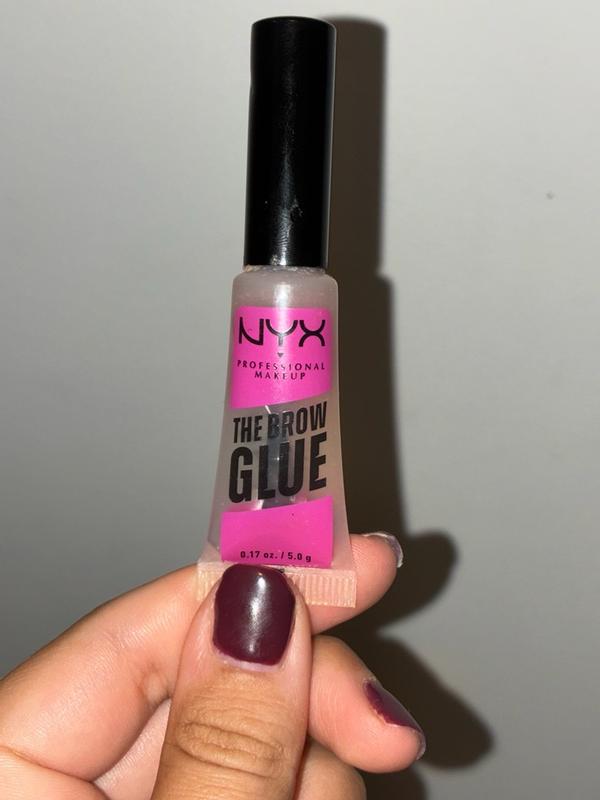 NYX
PROFESSIONAL
MAKEUP
THE BROW
GLUE
0.17 oz. / 5.0 g